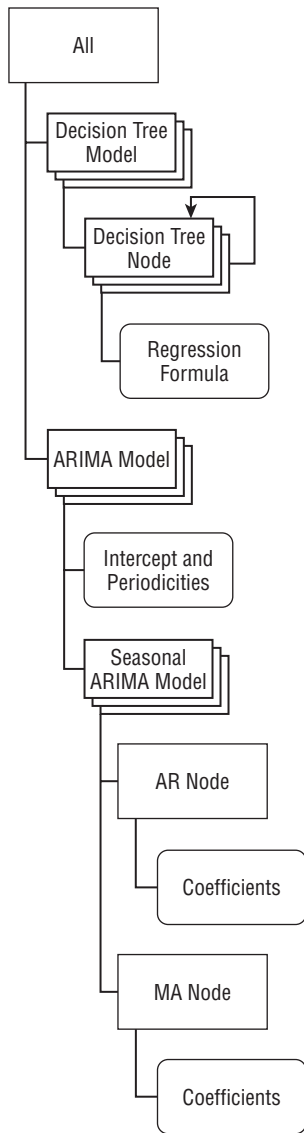 All
Decision Tree
Model
Decision Tree
Node
Regression
Formula
ARIMA Model
Intercept and
Periodicities
Seasonal
ARIMA Model
AR Node
Coefficients
MA Node
Coefficients